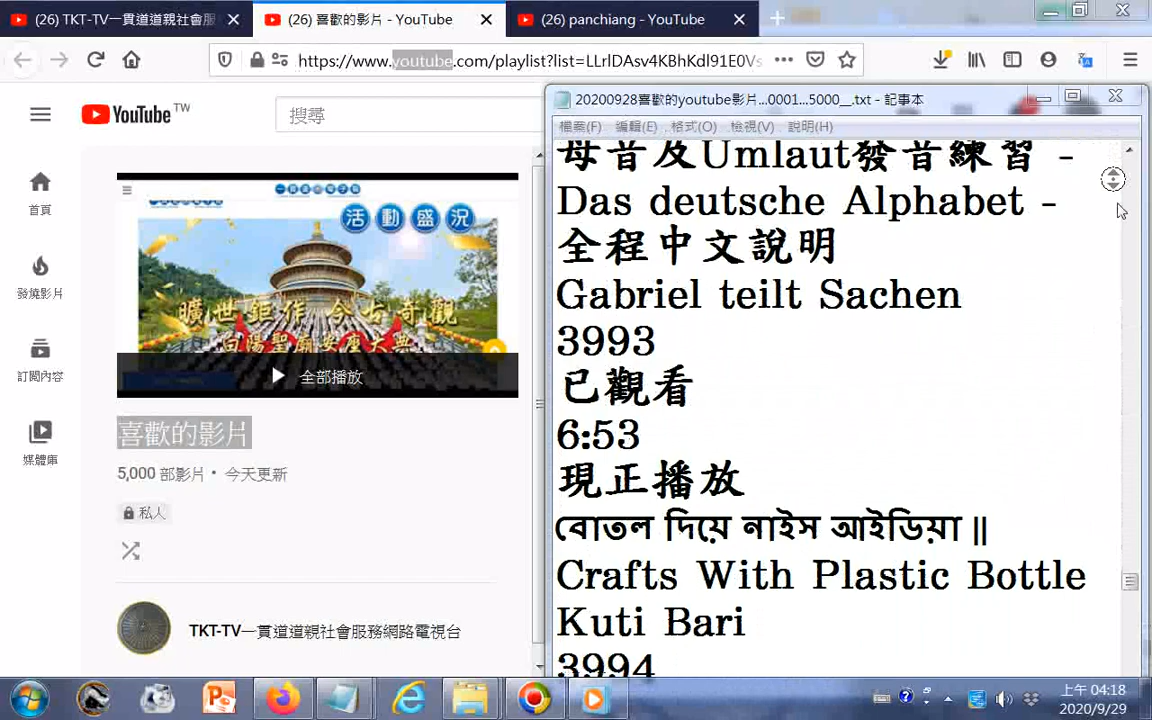 (26) TKT-TV一貫道道親社會服
(26) 喜歡的影片 - YouTube
(26) panchiang - YouTube
https://www.youtube.com/playlist?list=LLrlDAsv4KBhKdl91E0Vs
YouTube TW
搜尋
首頁
發燒影片
訂閱內容
媒體庫
活動盛況
曠世鉅作 今古奇觀
全部播放
喜歡的影片
5,000 部影片 • 今天更新
私人
TKT-TV一貫道道親社會服務網路電視台
20200928喜歡的youtube影片...0001...5000__.txt - 記事本
檔案(F) 編輯(E) 格式(O) 檢視(V) 說明(H)
母音及Umlaut發音練習 -
Das deutsche Alphabet -
全程中文說明
Gabriel teilt Sachen
3993
已觀看
6:53
現正播放
বোতল দিয়ে নাইস আইডিয়া ||
Crafts With Plastic Bottle
Kuti Bari
3994
上午 04:18
2020/9/29